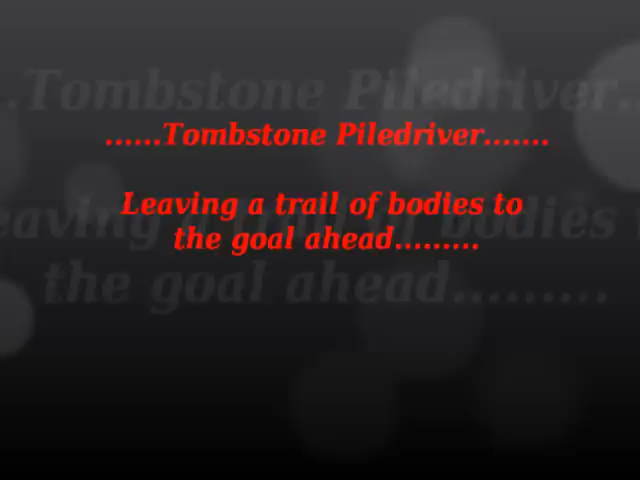 ......Tombstone Piledriver.......
Leaving a trail of bodies to
the goal ahead.........